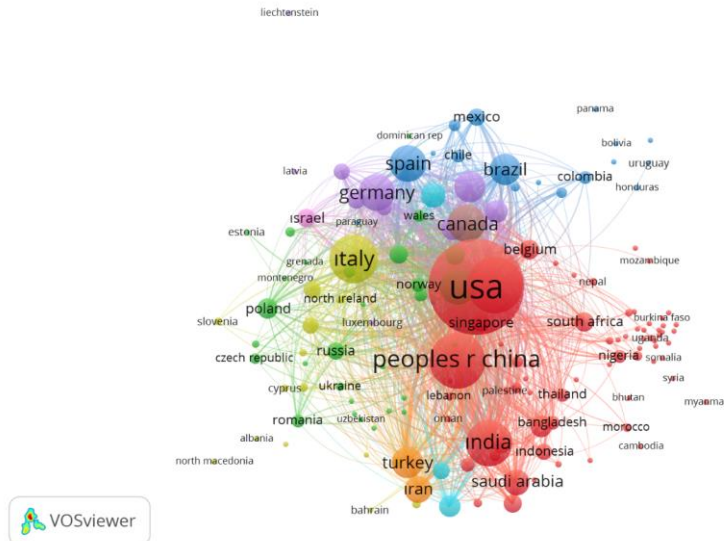 liechtenstein
panama
mexico
dominican rep
bolivia
chile
spain
brazil
uruguay
latvia
colombia
germany
honduras
israel
wales
paraguay
canada
estonia
belgium
italy
grenada
mozambique
montenegro
norway
usa
nepal
north ireland
poland
burkina faso
slovenia
luxembourg
singapore
south africa
uganda
russia
czech republic
peoples r china
nigeria
somalia
syria
cyprus
ukraine
lebanon
palestine
thailand
bhutan
myanma
romania
uzbekistan
oman
bangladesh
morocco
albania
india
indonesia
cambodia
north macedonia
turkey
saudi arabia
iran
bahrain
VOSviewer